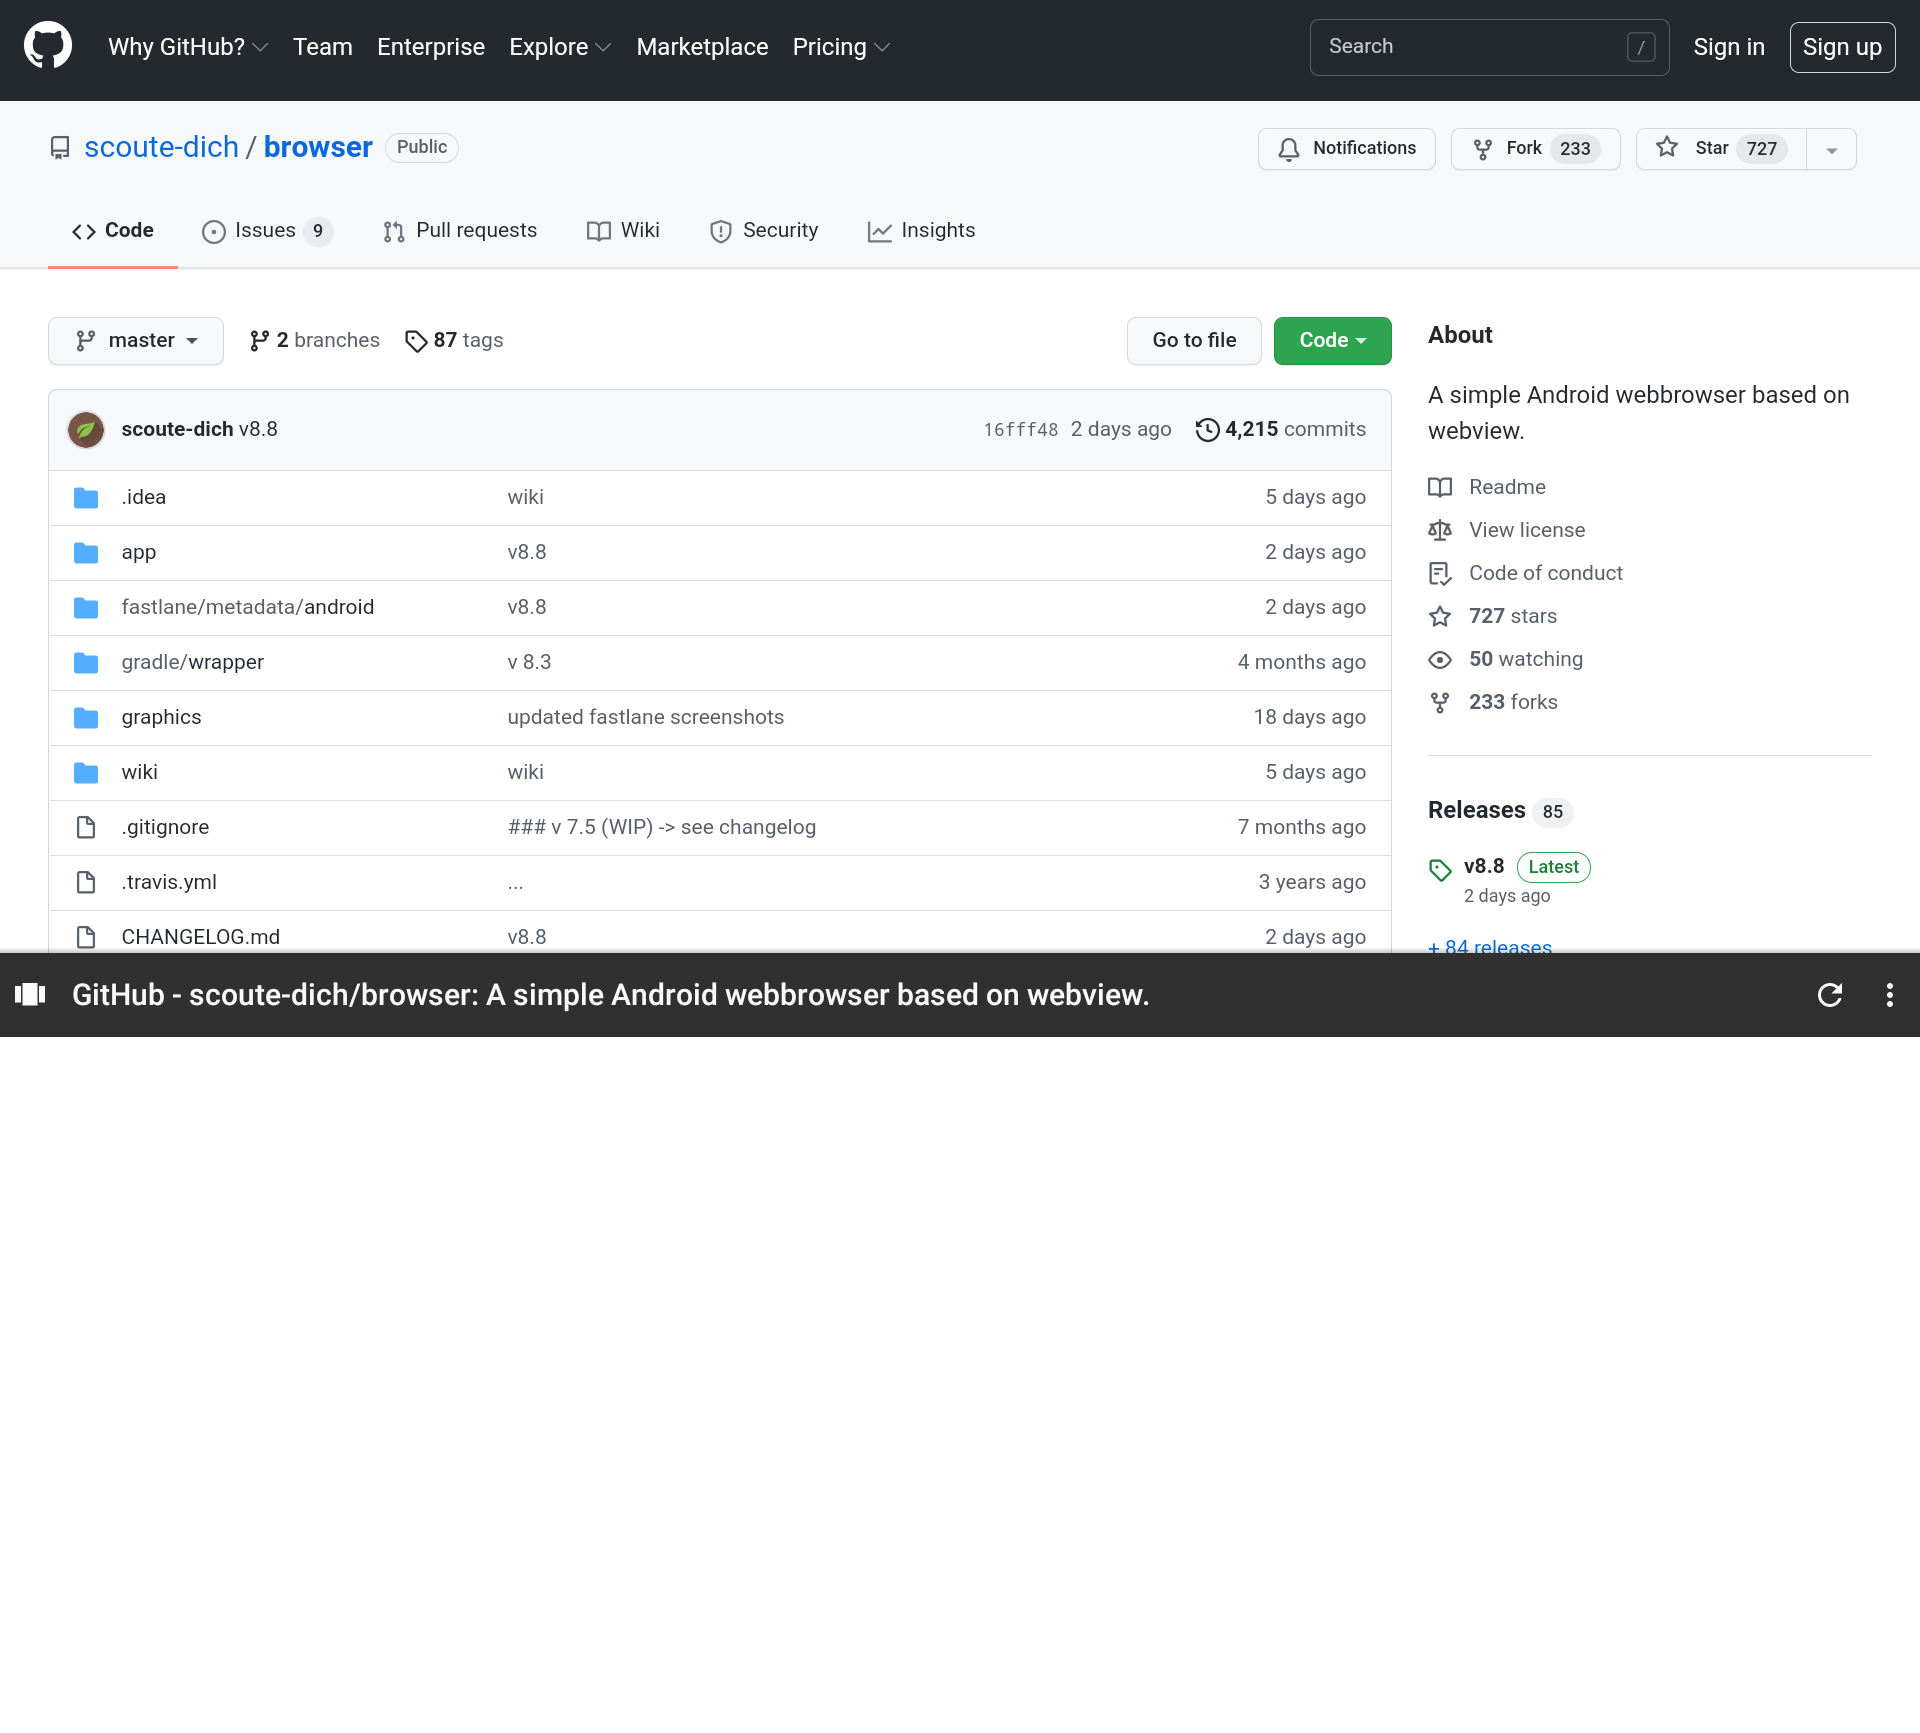 Why GitHub? Team Enterprise Explore Marketplace Pricing Search / Sign in Sign up
scoute-dich / browser Public Notifications Fork 233 Star 727
Code Issues 9 Pull requests Wiki Security Insights
master 2 branches 87 tags Go to file Code
scoute-dich v8.8 16fff48 2 days ago 4,215 commits
.idea wiki 5 days ago
app v8.8 2 days ago
fastlane/metadata/android v8.8 2 days ago
gradle/wrapper v 8.3 4 months ago
graphics updated fastlane screenshots 18 days ago
wiki wiki 5 days ago
.gitignore ### v 7.5 (WIP) -> see changelog 7 months ago
.travis.yml ... 3 years ago
CHANGELOG.md v8.8 2 days ago
About
A simple Android webbrowser based on
webview.
Readme
View license
Code of conduct
727 stars
50 watching
233 forks
Releases 85
v8.8 Latest
2 days ago
+ 84 releases
GitHub - scoute-dich/browser: A simple Android webbrowser based on webview.